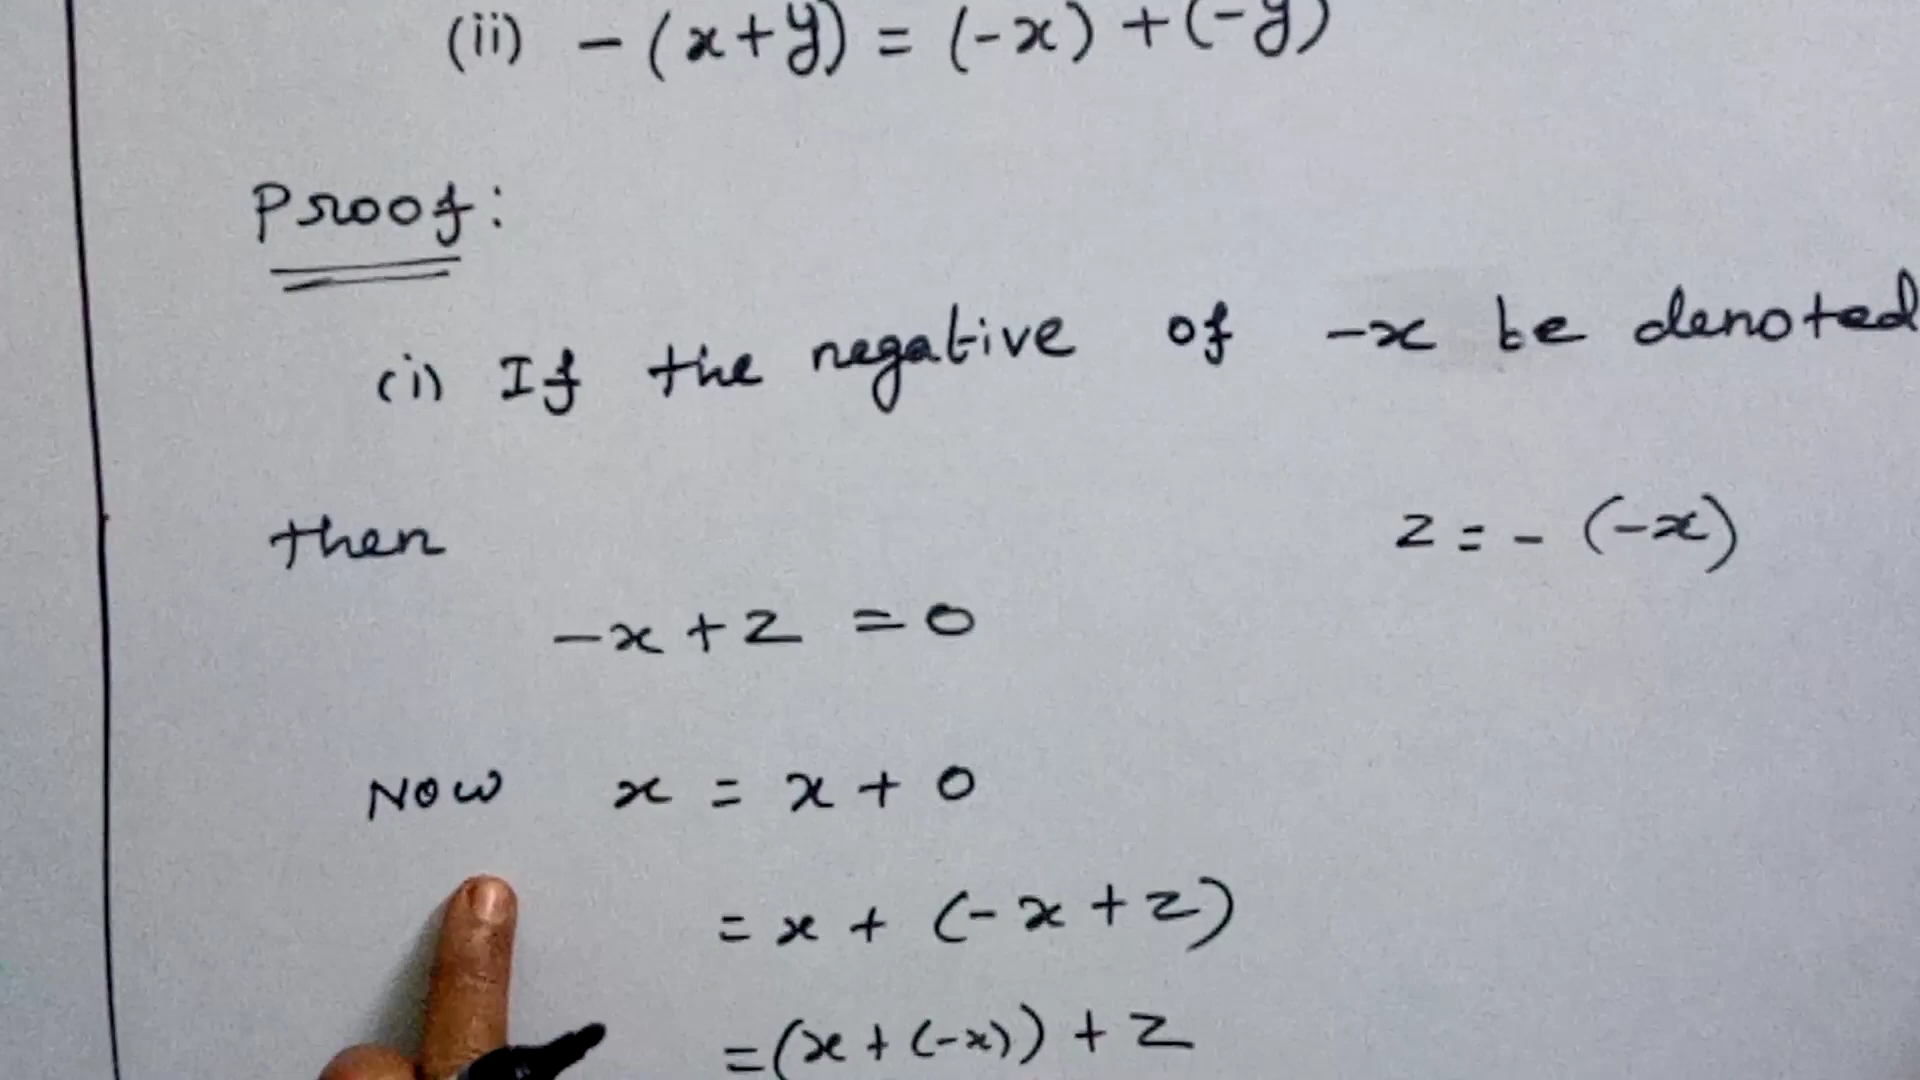 (ii) - (x+y) = (-x) + (-y)
Proof:
(i) If the negative of -x be denoted
then z = - (-x)
-x + z = 0
Now x = x + 0
= x + (-x + z)
= (x + (-x)) + z